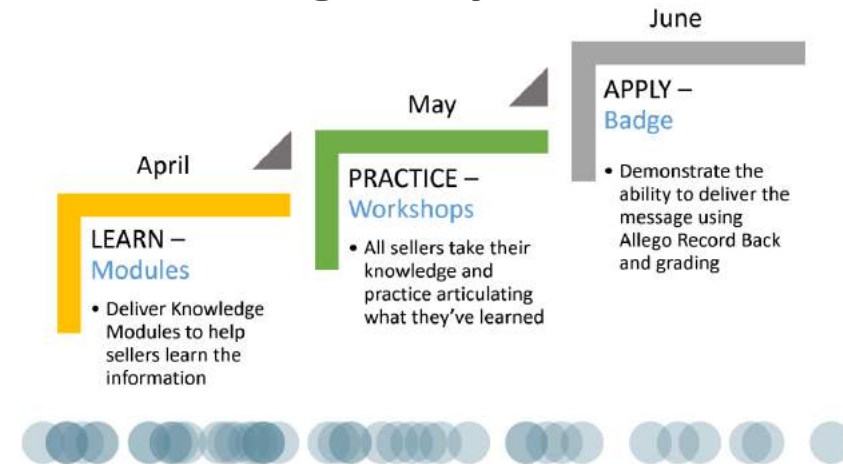 April
LEARN –
Modules
• Deliver Knowledge
Modules to help
sellers learn the
information
May
PRACTICE –
Workshops
• All sellers take their
knowledge and
practice articulating
what they've learned
June
APPLY –
Badge
• Demonstrate the
ability to deliver the
message using
Allego Record Back
and grading